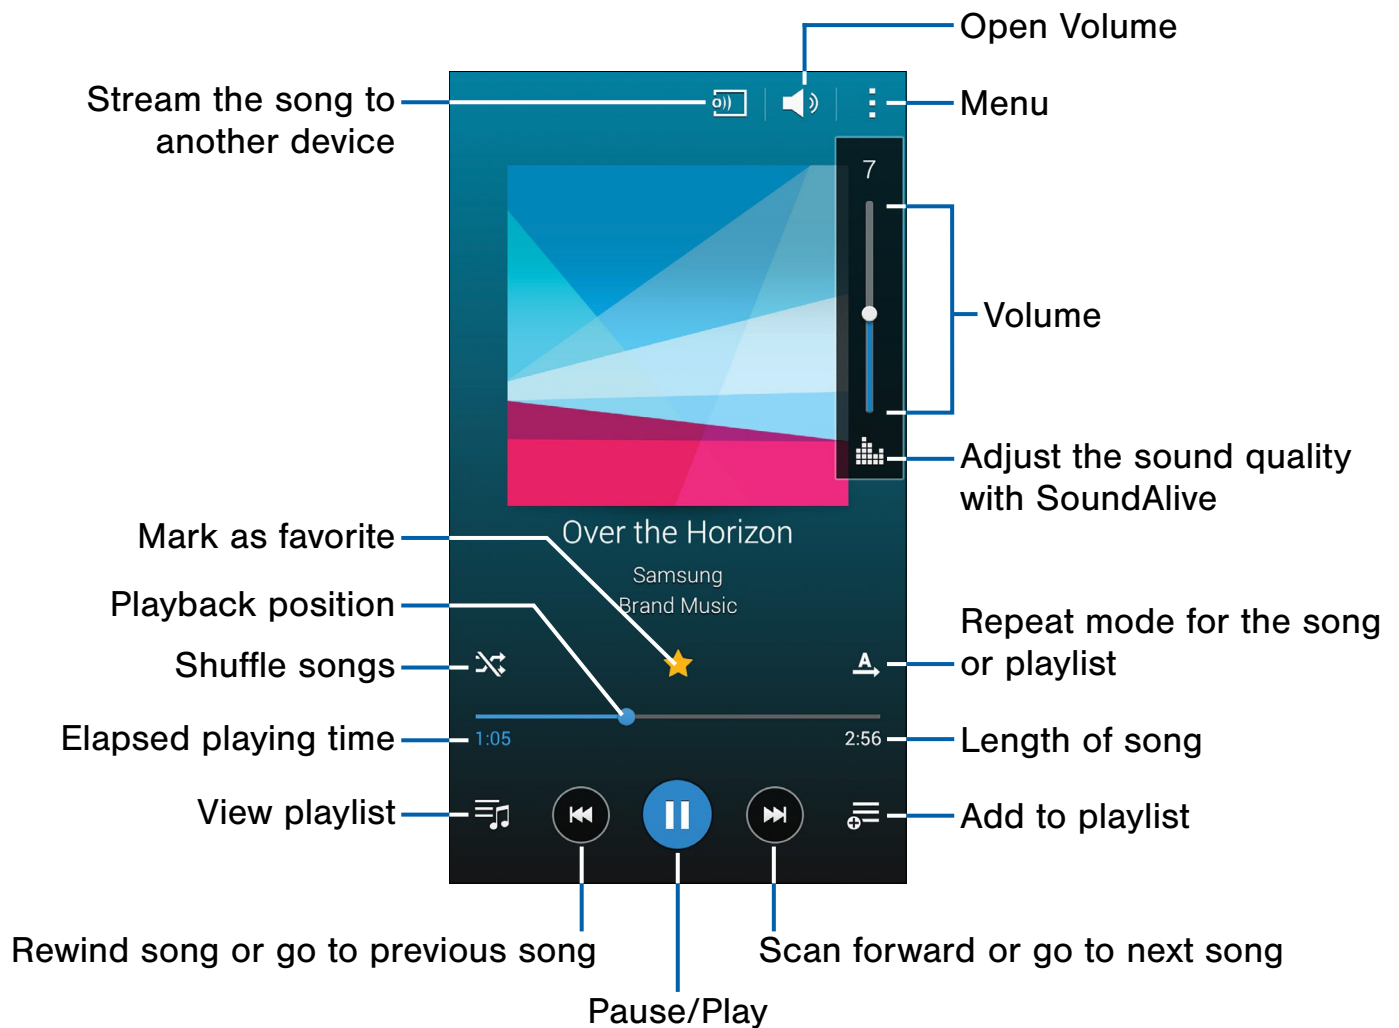 Open Volume
Stream the song to
another device
Menu
7
Volume
Adjust the sound quality
with SoundAlive
Over the Horizon
Mark as favorite
Samsung
Brand Music
Playback position
Repeat mode for the song
or playlist
Shuffle songs
A
Elapsed playing time
1:05
2:56
Length of song
View playlist
Add to playlist
Rewind song or go to previous song
Scan forward or go to next song
Pause/Play